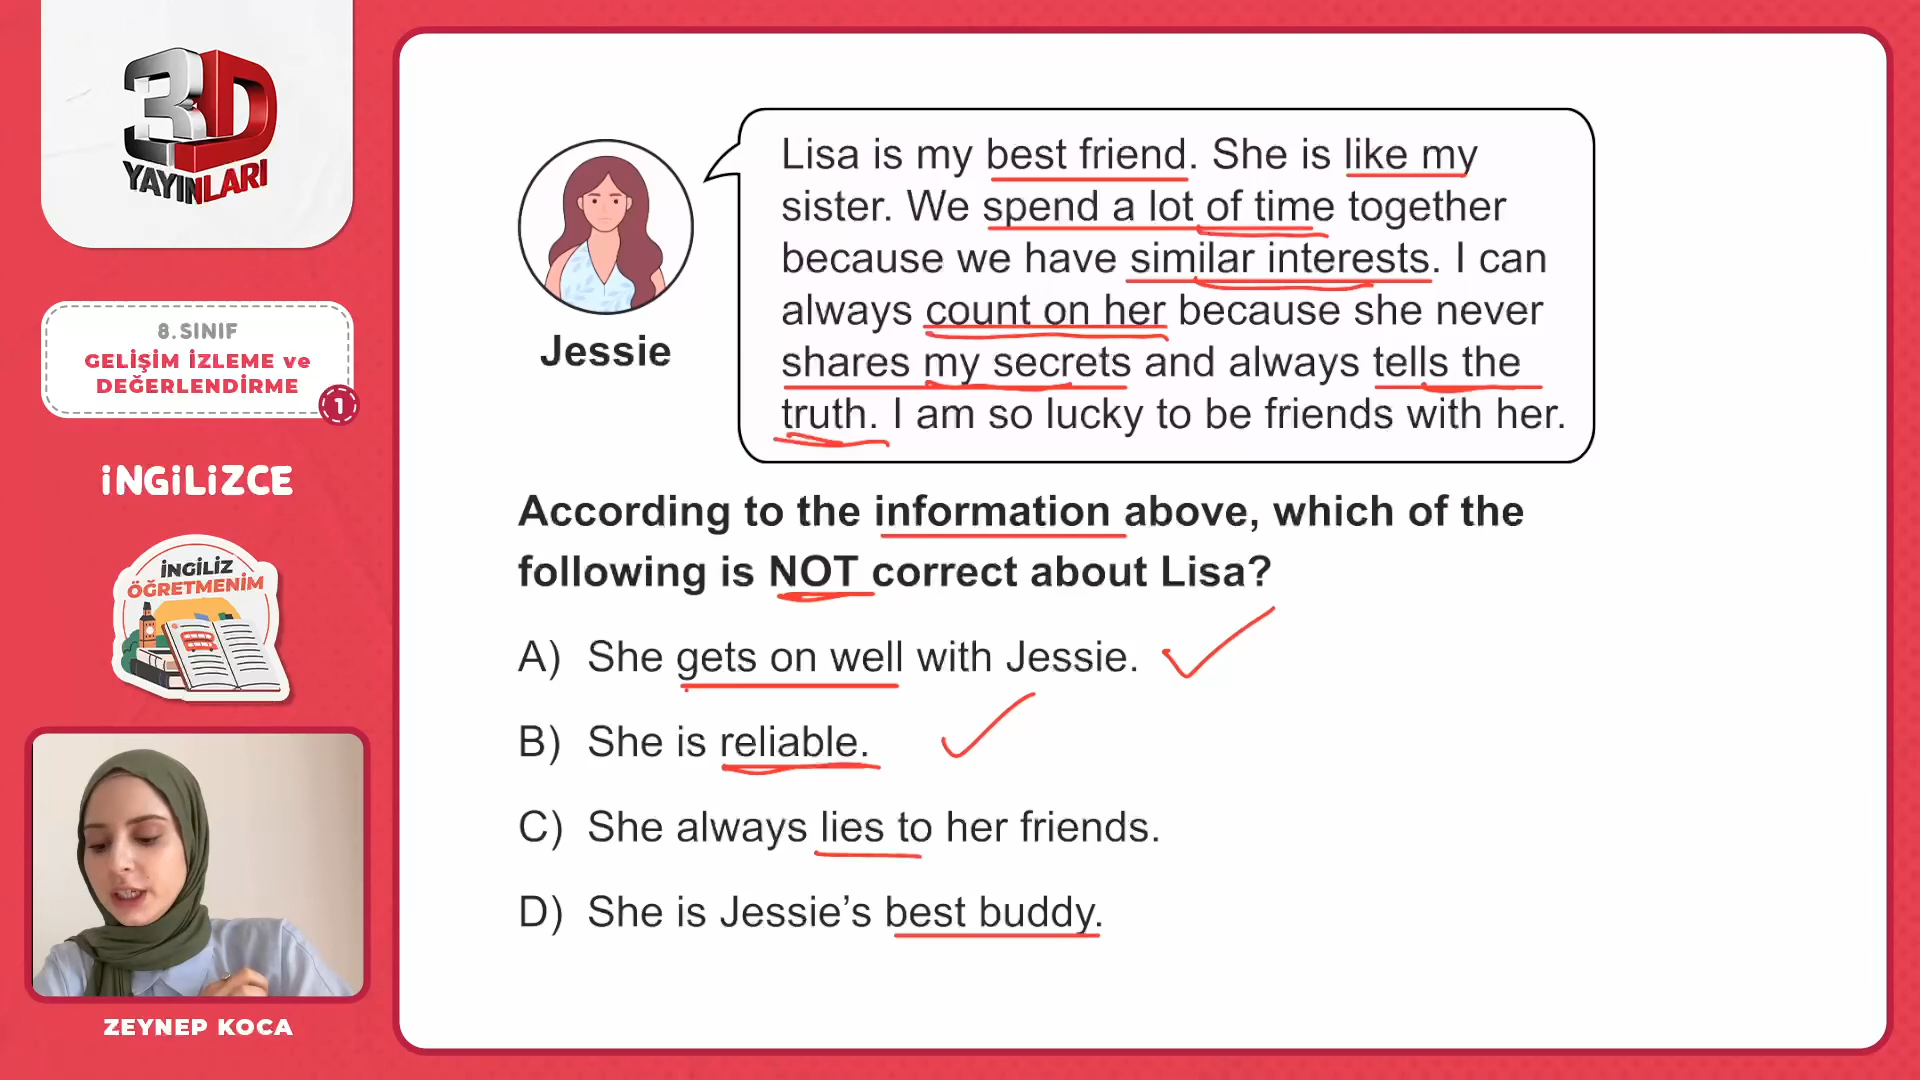 3D
YAYINLARI
8.SINIF
GELİŞİM İZLEME ve
DEĞERLENDİRME
1
İNGİLİZCE
İNGİLİZ
ÖĞRETMENİM
ZEYNEP KOCA
Jessie
Lisa is my best friend. She is like my
sister. We spend a lot of time together
because we have similar interests. I can
always count on her because she never
shares my secrets and always tells the
truth. I am so lucky to be friends with her.
According to the information above, which of the
following is NOT correct about Lisa?
A) She gets on well with Jessie.
B) She is reliable.
C) She always lies to her friends.
D) She is Jessie’s best buddy.